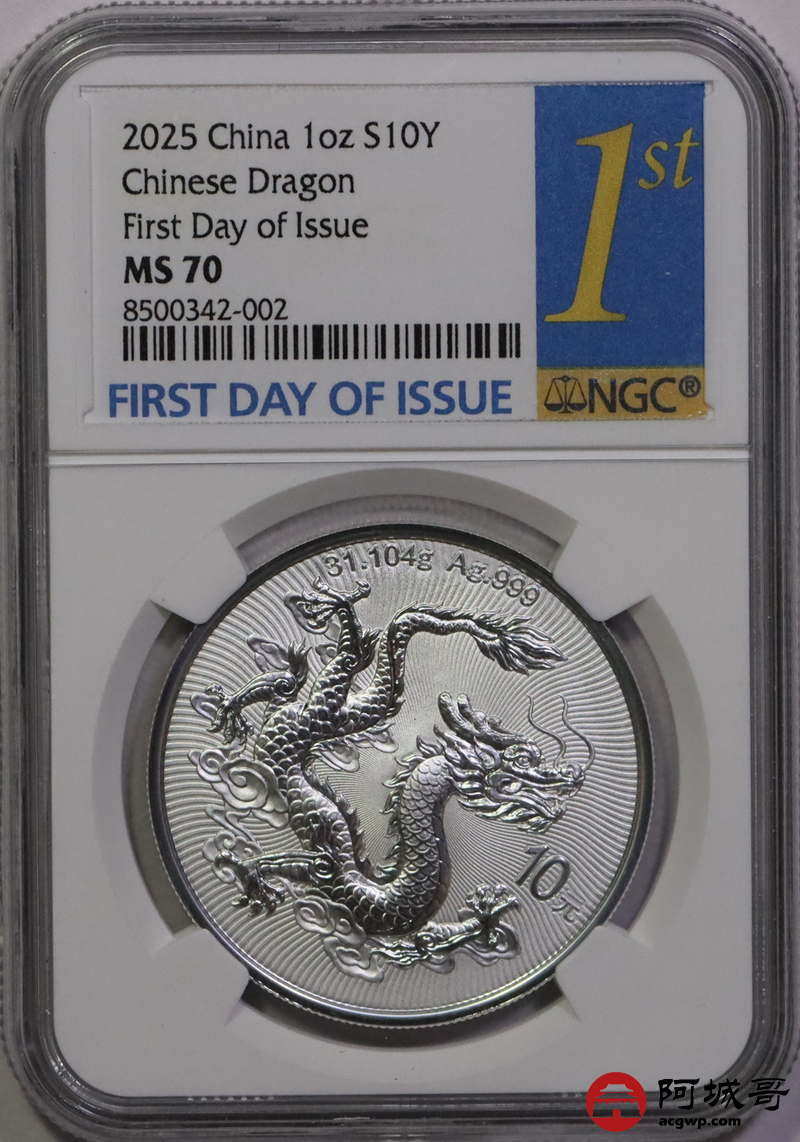 2025 China 1oz S10Y
Chinese Dragon
First Day of Issue
MS 70
8500342-002
FIRST DAY OF ISSUE
1st
NGC®
31.104g Ag.999
10元
阿城哥
acgwp.com